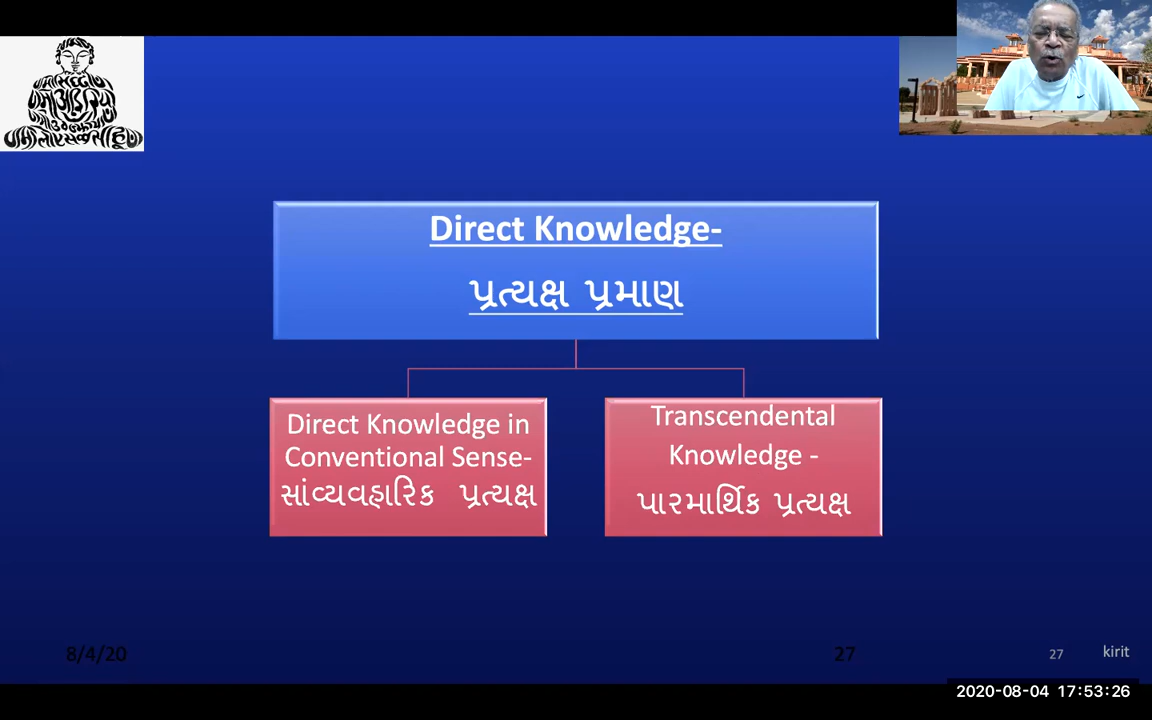 Direct Knowledge-
પ્રત્યક્ષ પ્રમાણ
Direct Knowledge in
Conventional Sense-
સાંવ્યવહારિક પ્રત્યક્ષ
Transcendental
Knowledge -
પારમાર્થિક પ્રત્યક્ષ
8/4/20
27
27
kirit
2020-08-04 17:53:26